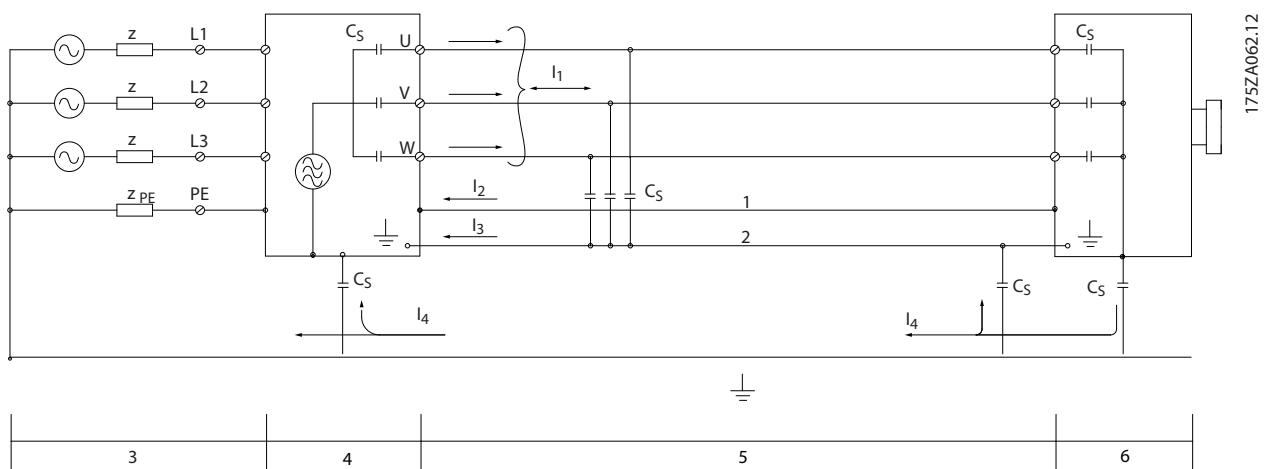 z L1
C_S U
C_S
I_1
z L2
V
z L3
W
z_PE PE
I_2
C_S
1
I_3
2
C_S
I_4
I_4
C_S
C_S
3
4
5
6
175ZA062.12